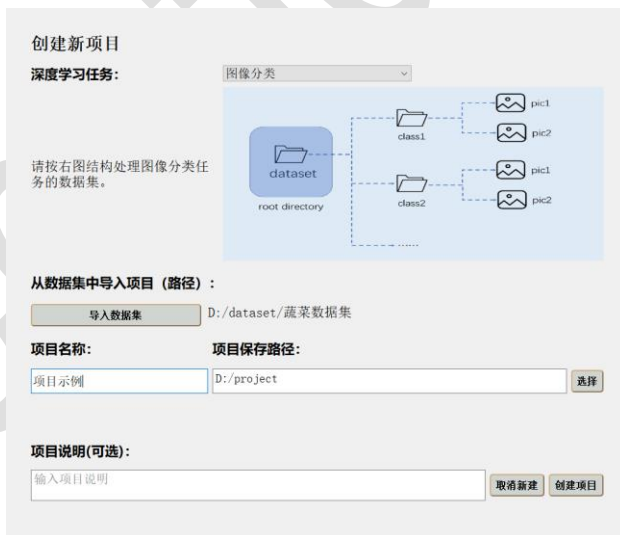 创建新项目
深度学习任务：
图像分类
请按右图结构处理图像分类任
务的数据集。
dataset
root directory
class1
pic1
pic2
class2
pic1
pic2
......
从数据集中导入项目（路径）：
导入数据集
D:/dataset/蔬菜数据集
项目名称：
项目保存路径：
项目示例
D:/project
选择
项目说明(可选)：
输入项目说明
取消新建
创建项目